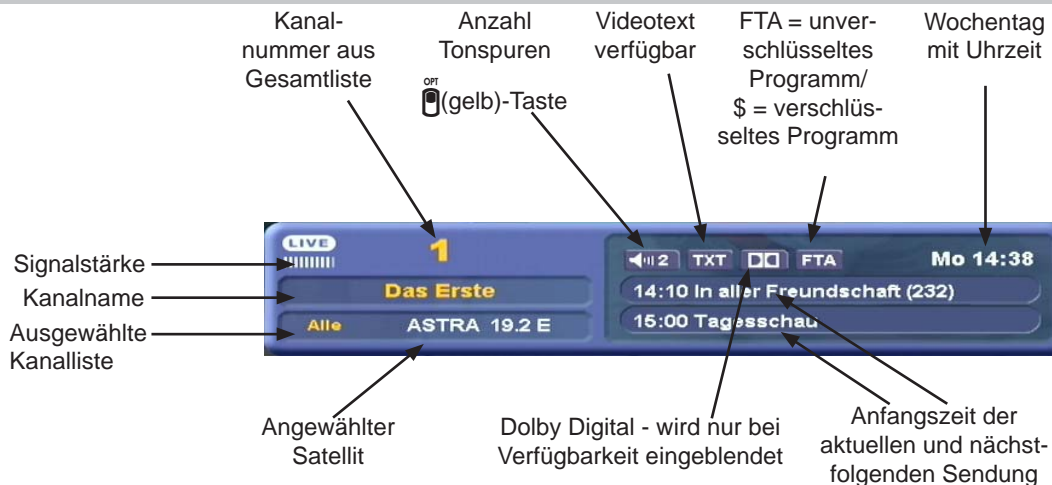 Kanal-
nummer aus
Gesamtliste
Anzahl
Tonspuren
OPT
(gelb)-Taste
Videotext
verfügbar
FTA = unver-
schlüsseltes
Programm/
$ = verschlüs-
seltes Programm
Wochentag
mit Uhrzeit
Signalstärke
Kanalname
Ausgewählte
Kanalliste
LIVE
1
Das Erste
Alle ASTRA 19.2 E
2 TXT FTA Mo 14:38
14:10 In aller Freundschaft (232)
15:00 Tagesschau
Angewählter
Satellit
Dolby Digital - wird nur bei
Verfügbarkeit eingeblendet
Anfangszeit der
aktuellen und nächst-
folgenden Sendung